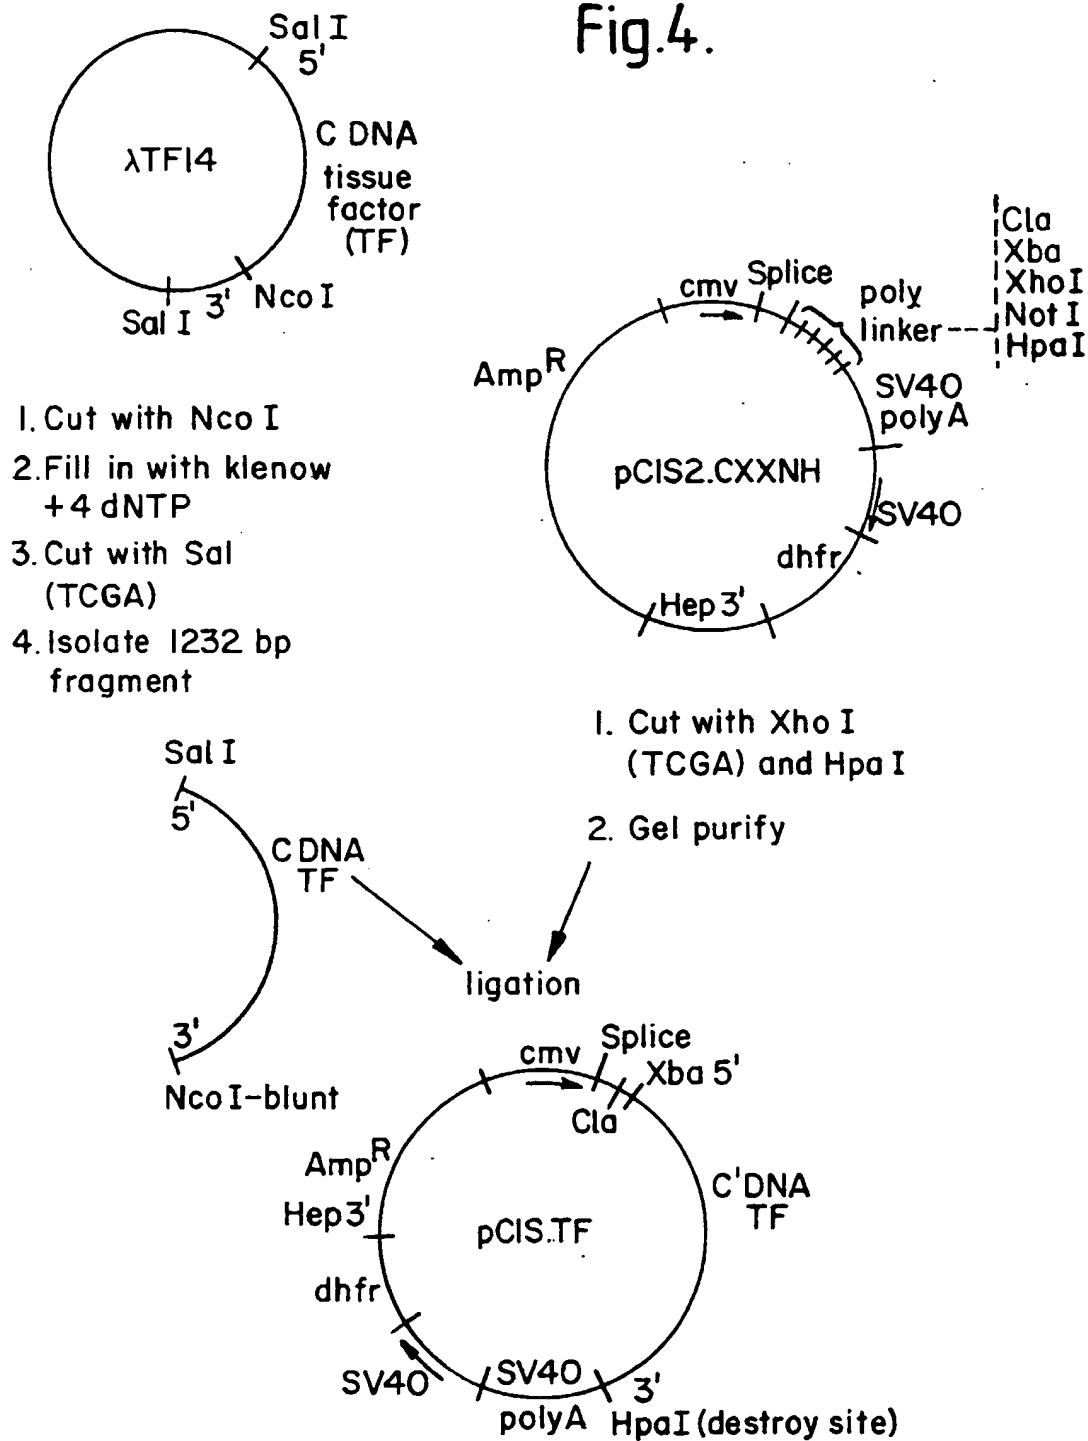 Fig.4.
Sal I
5'
λTF14
C DNA
tissue
factor
(TF)
Nco I
3'
Sal I
1. Cut with Nco I
2. Fill in with klenow
+4 dNTP
3. Cut with Sal
(TCGA)
4. Isolate 1232 bp
fragment
cmv
Splice
poly
linker
Cla
Xba
XhoI
Not I
HpaI
Amp R
SV40
polyA
pCIS2.CXXNH
SV40
dhfr
Hep 3'
1. Cut with Xho I
(TCGA) and Hpa I
2. Gel purify
Sal I
5'
C DNA
TF
3'
Nco I-blunt
ligation
cmv
Splice
Xba 5'
Cla
Amp R
Hep 3'
C'DNA
TF
pCIS.TF
dhfr
SV40
SV40
polyA
3'
HpaI (destroy site)